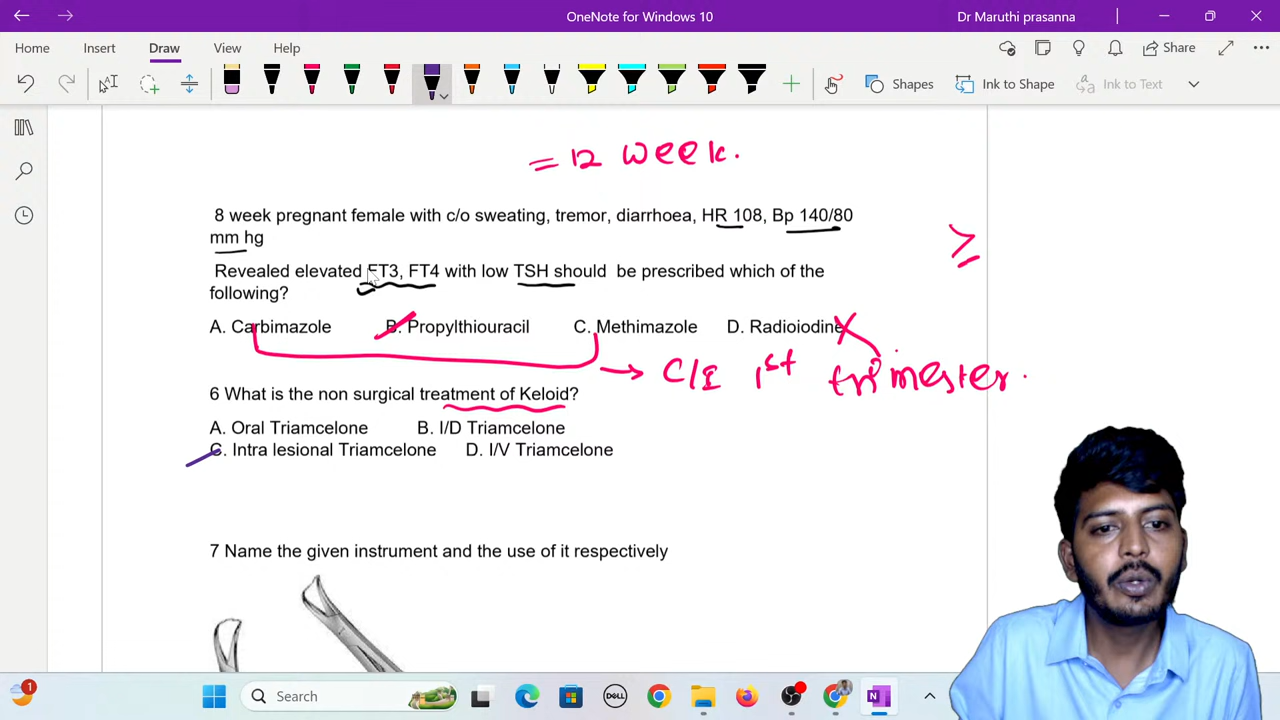 OneNote for Windows 10
Dr Maruthi prasanna
Home Insert Draw View Help
Share
Shapes
Ink to Shape
Ink to Text
= 12 week.
8 week pregnant female with c/o sweating, tremor, diarrhoea, HR 108, Bp 140/80
mm hg
≥
Revealed elevated FT3, FT4 with low TSH should be prescribed which of the
following?
A. Carbimazole B. Propylthiouracil C. Methimazole D. Radioiodine
→ C/I 1st trimester.
6 What is the non surgical treatment of Keloid?
A. Oral Triamcelone B. I/D Triamcelone
C. Intra lesional Triamcelone D. I/V Triamcelone
7 Name the given instrument and the use of it respectively
1
Search
DELL